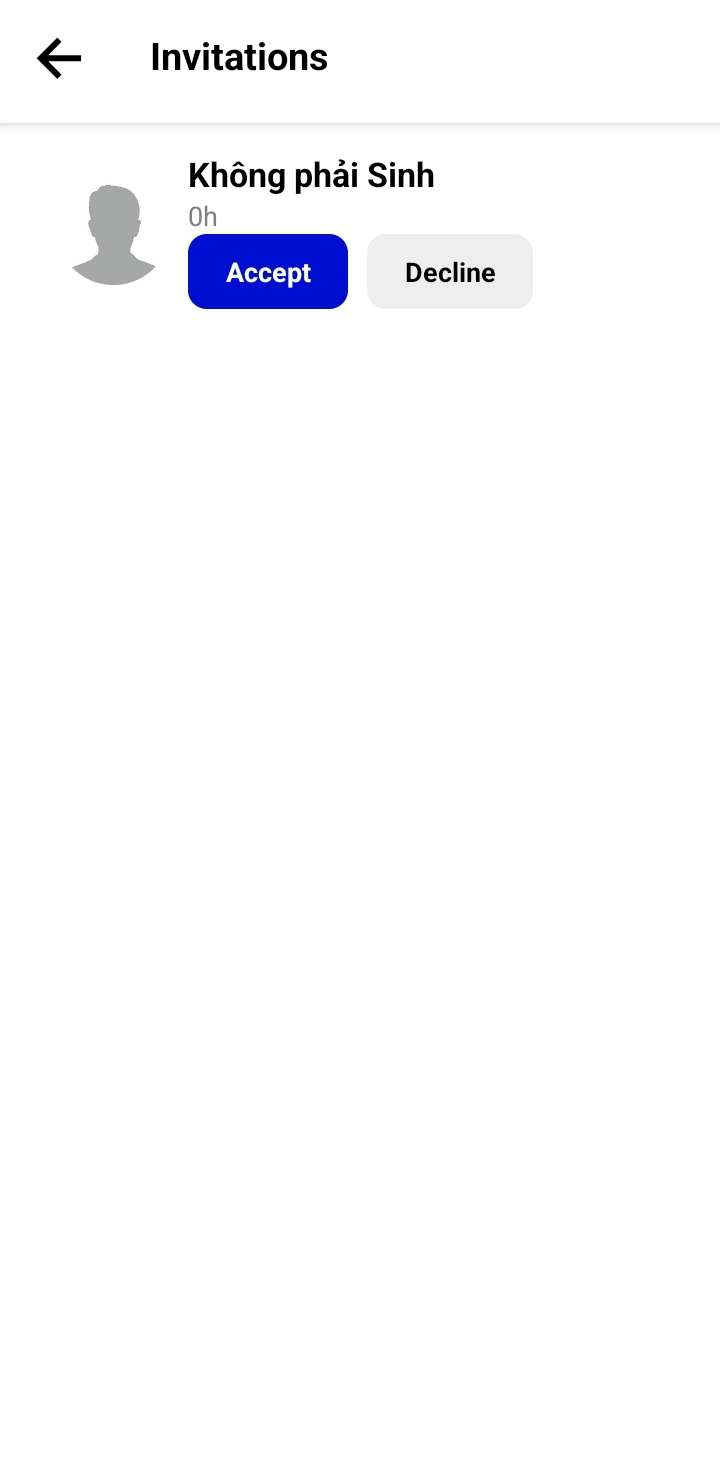 Invitations
Không phải Sinh
0h
Accept Decline